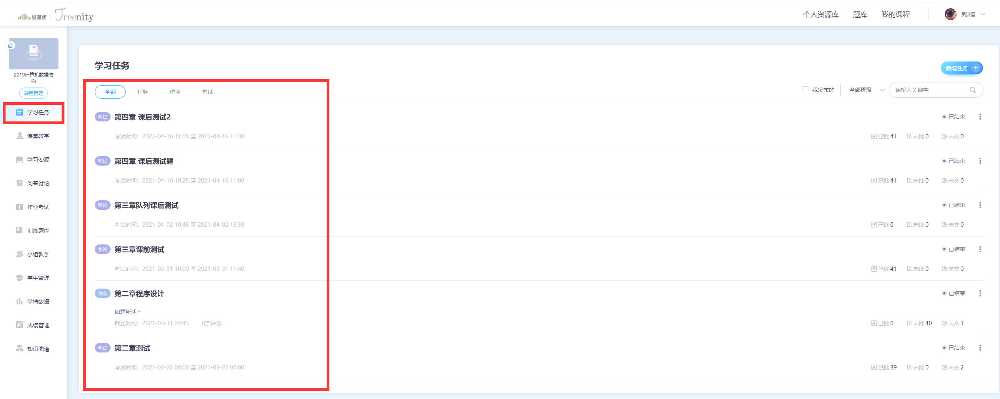 智慧树 Treenity
个人资源库 题库 我的课程 吴淑雷
2019计算机数据结
构
课程管理
学习任务
课堂教学
学习资源
问答讨论
作业考试
训练题库
小组教学
学生管理
学情数据
成绩管理
知识图谱
学习任务
新建任务
全部 任务 作业 考试
我发布的 全部班级 请输入关键字
考试 第四章 课后测试2 已结束
考试时间：2021-04-16 11:00 至 2021-04-16 11:30 已批 41 未批 0 未交 0
考试 第四章 课后测试题 已结束
考试时间：2021-04-16 10:25 至 2021-04-16 11:00 已批 41 未批 0 未交 0
考试 第三章队列课后测试 已结束
考试时间：2021-04-02 10:45 至 2021-04-02 13:59 已批 0 未批 0 未交 0
考试 第三章课前测试 已结束
考试时间：2021-03-31 10:00 至 2021-03-31 11:40 已批 41 未批 0 未交 0
作业 第二章程序设计 已结束
如题所述～
截止时间：2021-03-31 22:45 0条评论 已批 0 未批 40 未交 1
考试 第二章测试 已结束
考试时间：2021-03-26 08:00 至 2021-03-27 00:00 已批 39 未批 0 未交 2